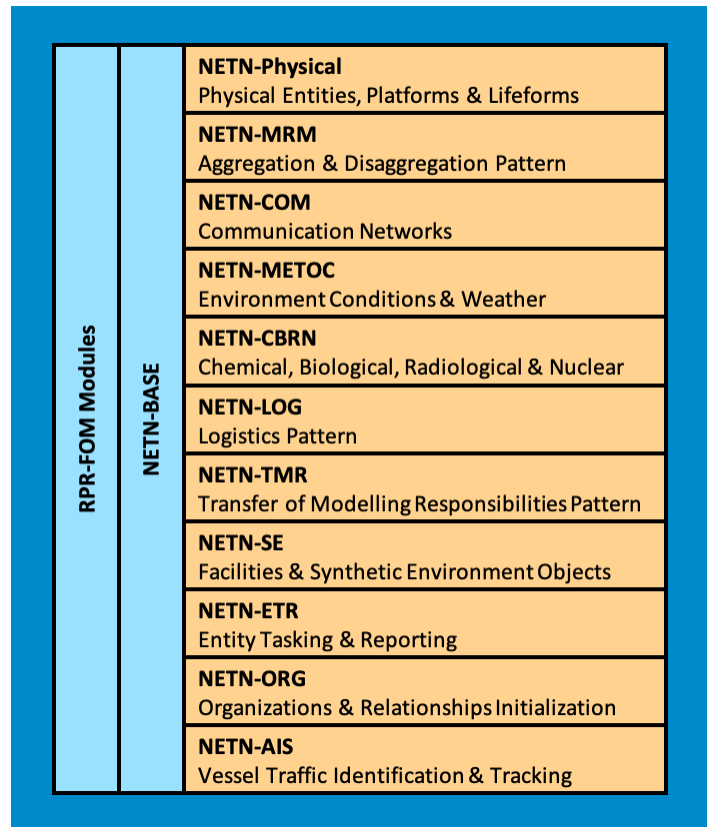 RPR-FOM Modules
NETN-BASE
NETN-Physical
Physical Entities, Platforms & Lifeforms
NETN-MRM
Aggregation & Disaggregation Pattern
NETN-COM
Communication Networks
NETN-METOC
Environment Conditions & Weather
NETN-CBRN
Chemical, Biological, Radiological & Nuclear
NETN-LOG
Logistics Pattern
NETN-TMR
Transfer of Modelling Responsibilities Pattern
NETN-SE
Facilities & Synthetic Environment Objects
NETN-ETR
Entity Tasking & Reporting
NETN-ORG
Organizations & Relationships Initialization
NETN-AIS
Vessel Traffic Identification & Tracking